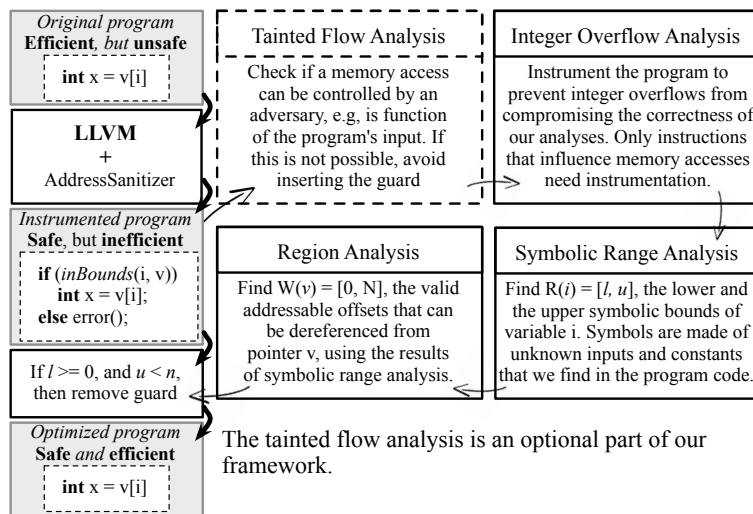 Original program
Efficient, but unsafe
int x = v[i]
LLVM
+
AddressSanitizer
Instrumented program
Safe, but inefficient
if (inBounds(i, v))
int x = v[i];
else error();
If l >= 0, and u < n,
then remove guard
Optimized program
Safe and efficient
int x = v[i]
Tainted Flow Analysis
Check if a memory access
can be controlled by an
adversary, e.g, is function
of the program's input. If
this is not possible, avoid
inserting the guard
Integer Overflow Analysis
Instrument the program to
prevent integer overflows from
compromising the correctness of
our analyses. Only instructions
that influence memory accesses
need instrumentation.
Symbolic Range Analysis
Find R(i) = [l, u], the lower and
the upper symbolic bounds of
variable i. Symbols are made of
unknown inputs and constants
that we find in the program code.
Region Analysis
Find W(v) = [0, N], the valid
addressable offsets that can
be dereferenced from
pointer v, using the results
of symbolic range analysis.
The tainted flow analysis is an optional part of our
framework.